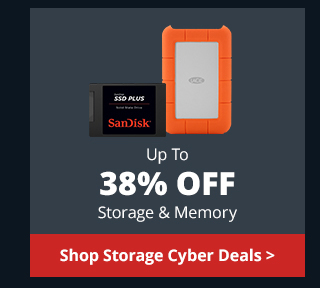 SSD PLUS
SanDisk
Up To
38% OFF
Storage & Memory
Shop Storage Cyber Deals >